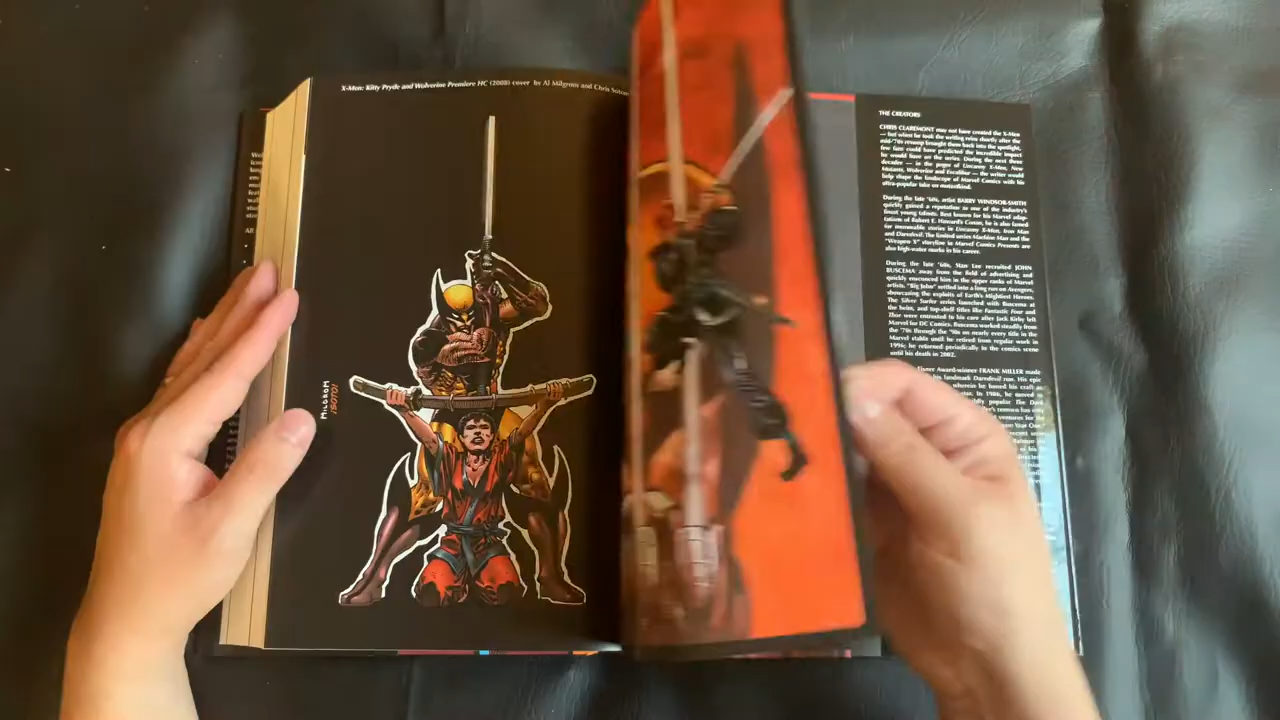 X-Men: Kitty Pryde and Wolverine Premiere HC (2008) cover by Al Milgrom and Chris
MILGROM
THE CREATORS
CHRIS CLAREMONT may not have created the X-Men
— but when he took the writing reins shortly after the
mid-'70s revamp brought them back into the spotlight,
few fans could have predicted the incredible impact
he would have on the series. During the next three
decades — in the pages of Uncanny X-Men, New
Mutants, Wolverine and Excalibur — the writer would
help shape the landscape of Marvel Comics with his
ultra-popular take on mutantkind.
During the late '60s, artist BARRY WINDSOR-SMITH
quickly gained a reputation as one of the industry's
finest young talents. Best known for his Marvel adap-
tations of Robert E. Howard's Conan, he is also famed
for memorable stories in Uncanny X-Men, Iron Man
and Daredevil. The limited series Machine Man and the
"Weapon X" storyline in Marvel Comics Presents are
also high-water marks in his career.
During the late '60s, Stan Lee recruited JOHN
BUSCEMA away from the field of advertising and
quickly ensconced him in the upper ranks of Marvel
artists. "Big John" settled into a long run on Avengers,
showcasing the exploits of Earth's Mightiest Heroes.
The Silver Surfer series launched with Buscema at
the helm, and top-shelf titles like Fantastic Four and
Thor were entrusted to his care after Jack Kirby left
Marvel for DC Comics. Buscema worked steadily from
the '70s through the '90s on nearly every title in the
Marvel stable until he retired from regular work in
1996; he returned periodically to the comics scene
until his death in 2002.
Eisner Award-winner FRANK MILLER made
his landmark Daredevil run. His epic
wherein he honed his craft as
In 1986, he moved
popular The Dark